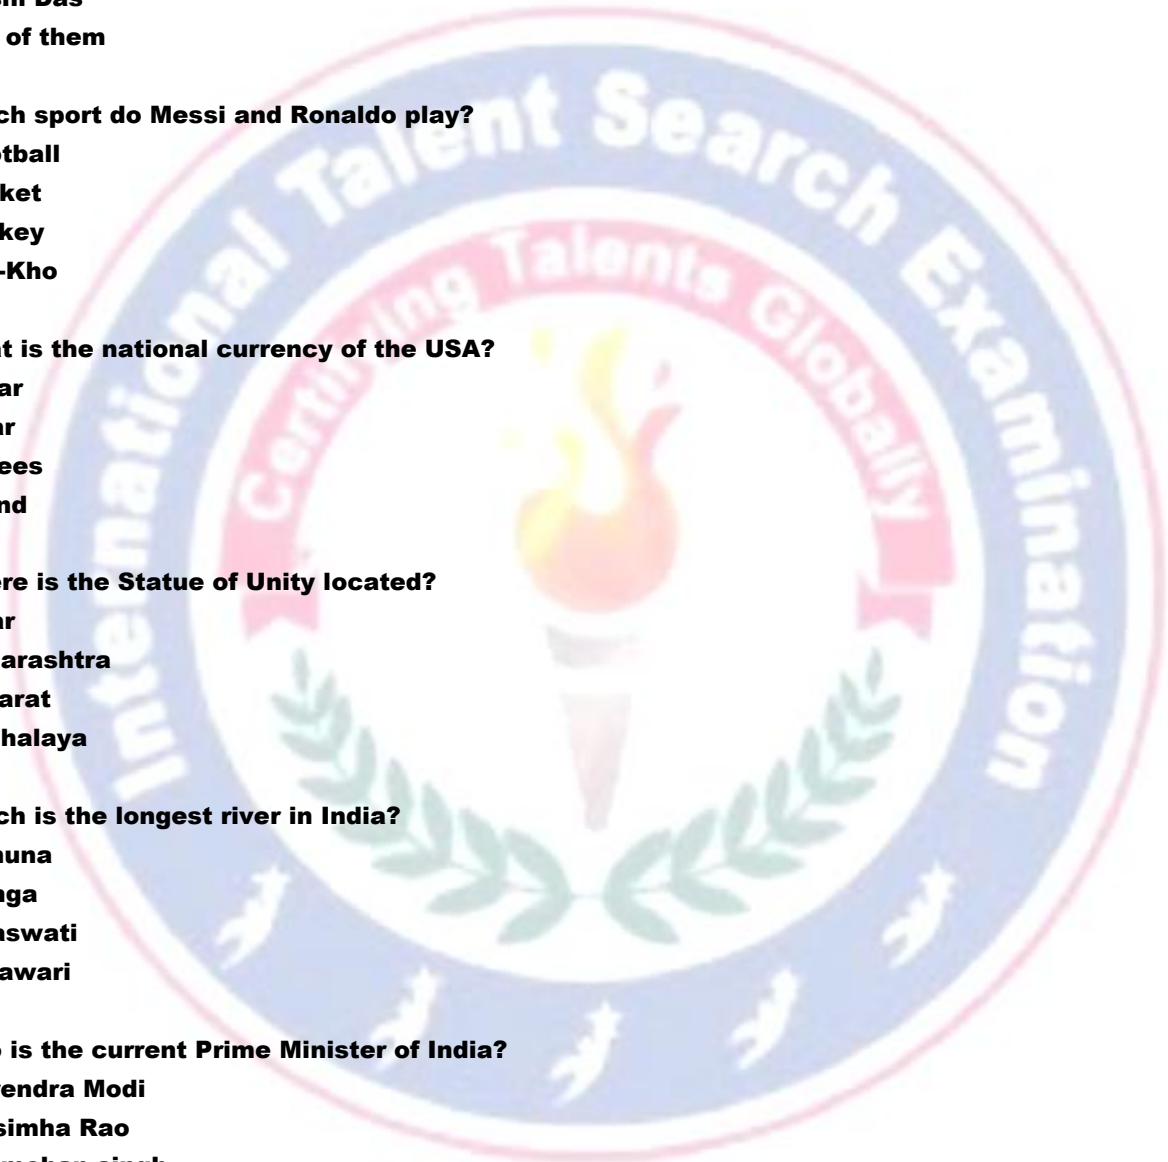 of them
ch sport do Messi and Ronaldo play?
tball
ket
key
-Kho
at is the national currency of the USA?
ar
ar
ees
nd
ere is the Statue of Unity located?
ar
arashtra
arat
halaya
ch is the longest river in India?
nuna
nga
aswati
awari
o is the current Prime Minister of India?
endra Modi
simha Rao
International Talent Search Examination
Certifying Talents Globally